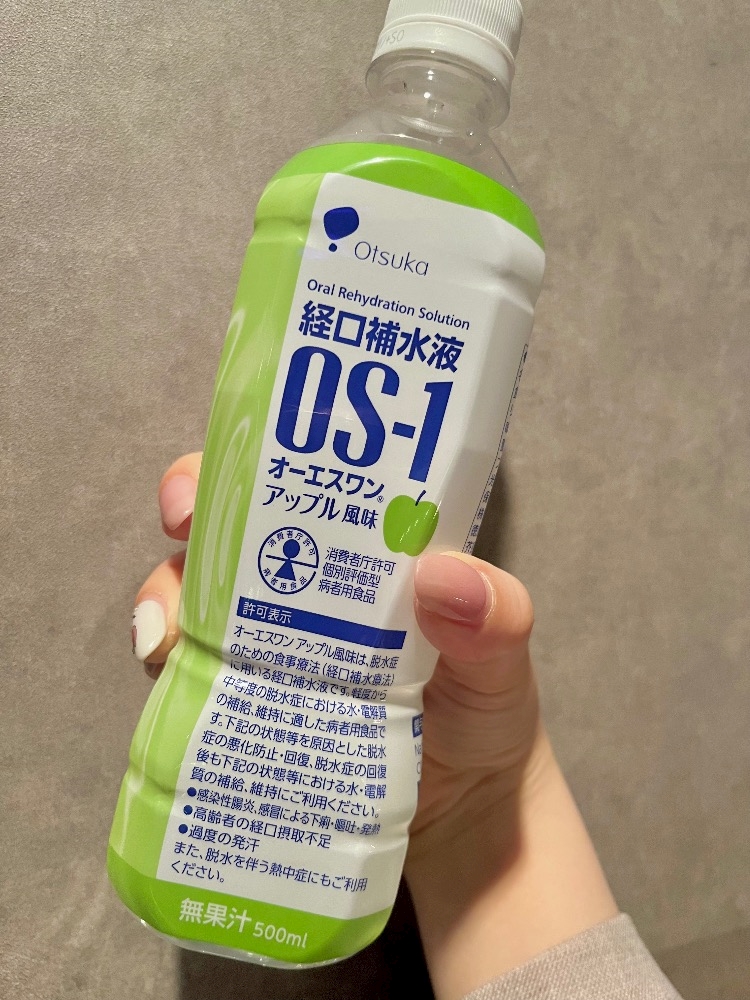 Otsuka
Oral Rehydration Solution
経口補水液
OS-1
オーエスワン®
アップル風味
消費者庁許可
病者用食品
消費者庁許可
個別評価型
病者用食品
許可表示
オーエスワン アップル風味は、脱水症
のための食事療法(経口補水療法)
に用いる経口補水液です。軽度から
中等度の脱水症における水・電解質
の補給、維持に適した病者用食品で
す。下記の状態等を原因とした脱水
症の悪化防止・回復、脱水症の回復
後も下記の状態等における水・電解
質の補給、維持にご利用ください。
●感染性腸炎、感冒による下痢・嘔吐・発熱
●高齢者の経口摂取不足
●過度の発汗
また、脱水を伴う熱中症にもご利用
ください。
無果汁 500ml